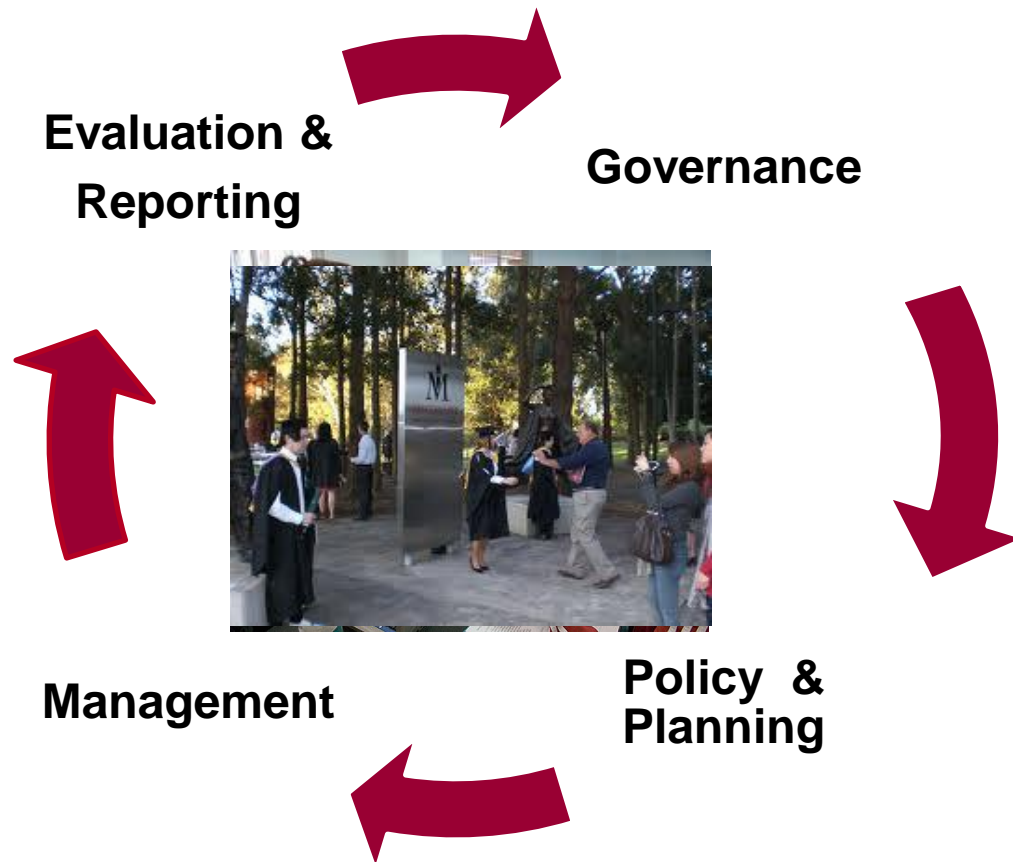 Evaluation &
Reporting
Governance
M
Management
Policy &
Planning